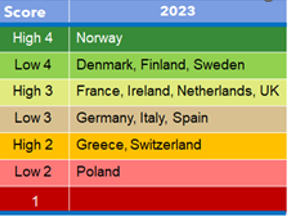 Score 2023
High 4 Norway
Low 4 Denmark, Finland, Sweden
High 3 France, Ireland, Netherlands, UK
Low 3 Germany, Italy, Spain
High 2 Greece, Switzerland
Low 2 Poland
1